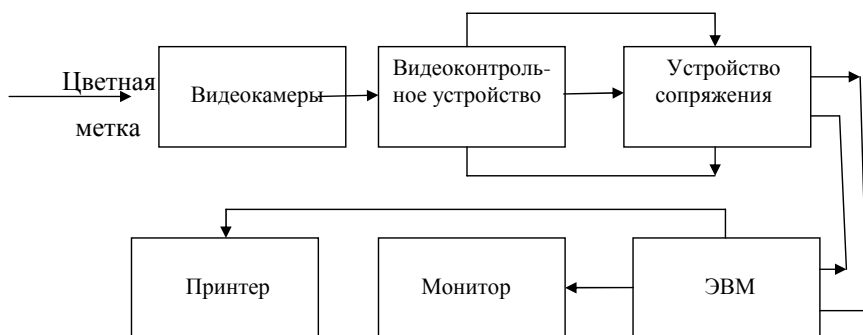 Цветная
метка
Видеокамеры
Видеоконтроль-
ное устройство
Устройство
сопряжения
Принтер
Монитор
ЭВМ